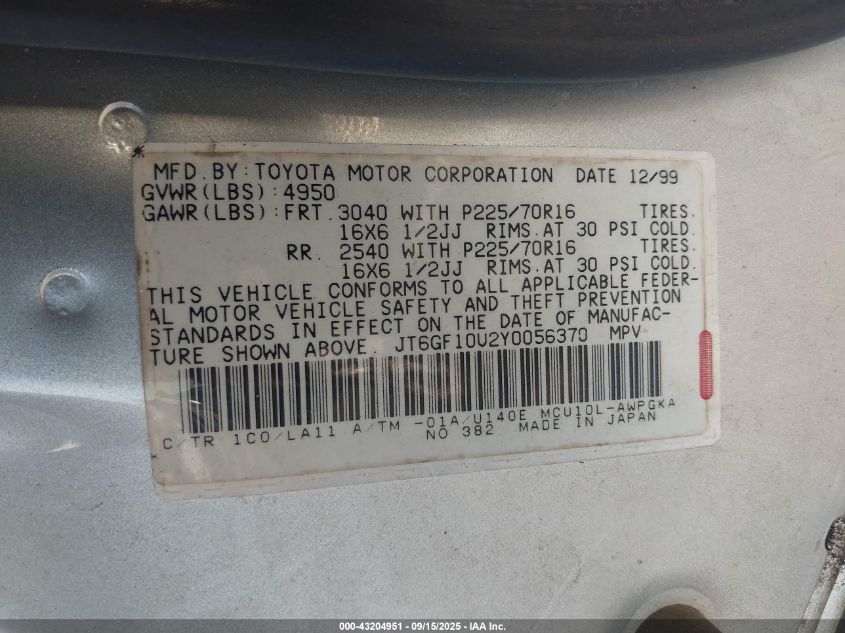 MFD.BY:TOYOTA MOTOR CORPORATION DATE 12/99
GVWR(LBS):4950
GAWR(LBS):FRT.3040 WITH P225/70R16 TIRES.
16X6 1/2JJ RIMS.AT 30 PSI COLD.
RR. 2540 WITH P225/70R16 TIRES.
16X6 1/2JJ RIMS.AT 30 PSI COLD.
THIS VEHICLE CONFORMS TO ALL APPLICABLE FEDER-
AL MOTOR VEHICLE SAFETY AND THEFT PREVENTION
STANDARDS IN EFFECT ON THE DATE OF MANUFAC-
TURE SHOWN ABOVE. JT6GF10U2Y0056370 MPV
C/TR 1C0/LA11 A/TM -01A/U140E MCU10L-AWPGKA
NO 382 MADE IN JAPAN
000-43204951 - 09/15/2025 - IAA Inc.